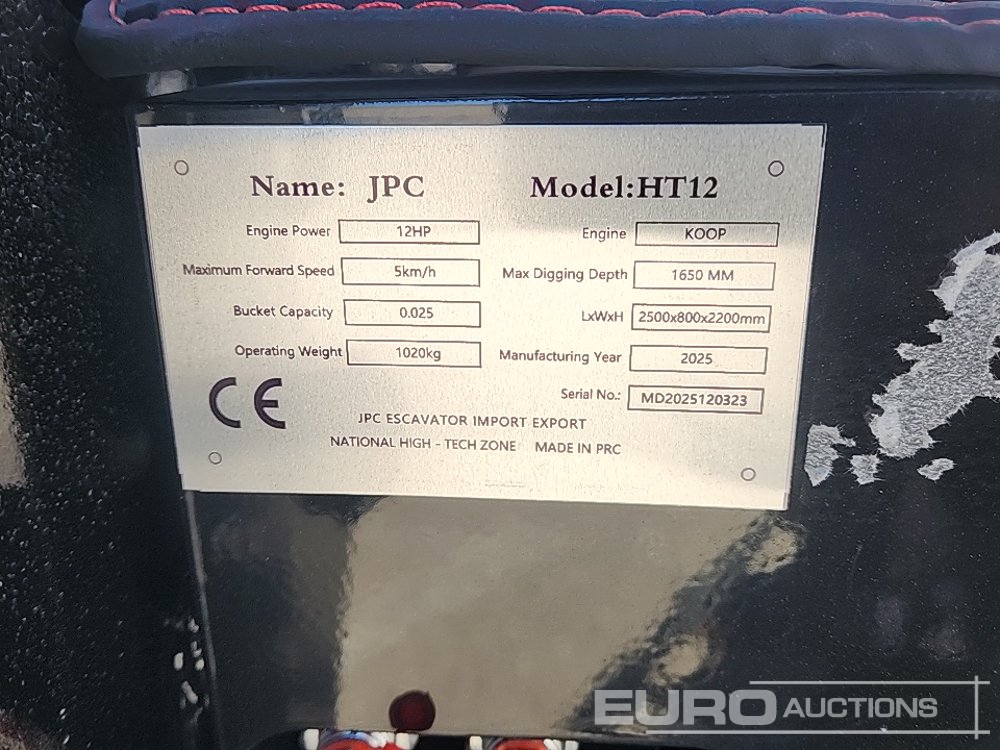 Name: JPC Model:HT12
Engine Power 12HP Engine KOOP
Maximum Forward Speed 5km/h Max Digging Depth 1650 MM
Bucket Capacity 0.025 LxWxH 2500x800x2200mm
Operating Weight 1020kg Manufacturing Year 2025
Serial No.: MD2025120323
CE
JPC ESCAVATOR IMPORT EXPORT
NATIONAL HIGH - TECH ZONE MADE IN PRC
EURO AUCTIONS